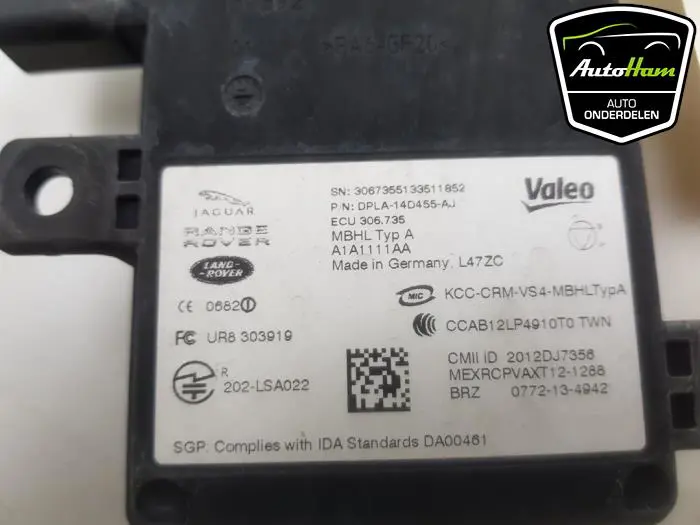 AutoHam
AUTO
ONDERDELEN
JAGUAR
RANGE
ROVER
LAND-
ROVER
CE 0682
FC UR8 303919
R
202-LSA022
SN: 3067355133511852
P/N: DPLA-14D455-AJ
ECU 306.735
MBHL Typ A
A1A1111AA
Made in Germany, L47ZC
Valeo
MIC KCC-CRM-VS4-MBHLTypA
CCAB12LP4910T0 TWN
CMII ID 2012DJ7356
MEXRCPVAXT12-1286
BRZ 0772-13-4942
SGP: Complies with IDA Standards DA00461